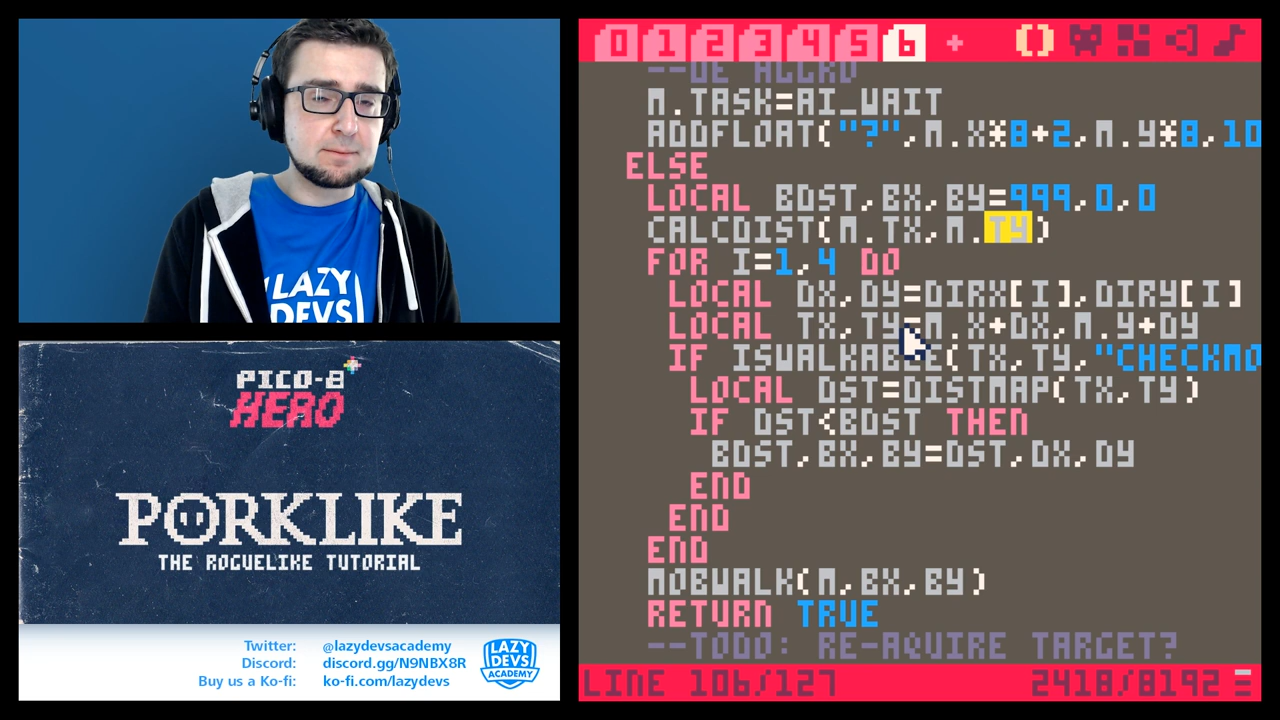 LAZY
DEVS
PICO-8
HERO
PORKLIKE
THE ROGUELIKE TUTORIAL
Twitter: @lazydevsacademy
Discord: discord.gg/N9NBX8R
Buy us a Ko-fi: ko-fi.com/lazydevs
LAZY
DEVS
ACADEMY
0 1 2 3 4 5 6 +
M.TASK=AI_WAIT
ADDFLOAT("?",M.X*8+2,M.Y*8,10
ELSE
LOCAL BDST,BX,BY=999,0,0
CALCDIST(M.TX,M.TY)
FOR I=1,4 DO
LOCAL DX,DY=DIRX[I],DIRY[I]
LOCAL TX,TY=M.X+DX,M.Y+DY
IF ISWALKABLE(TX,TY,"CHECKMO
LOCAL DST=DISTMAP(TX,TY)
IF DST<BDST THEN
BDST,BX,BY=DST,DX,DY
END
END
END
MOBWALK(M,BX,BY)
RETURN TRUE
--TODO: RE-AQUIRE TARGET?
LINE 106/127 2418/8192